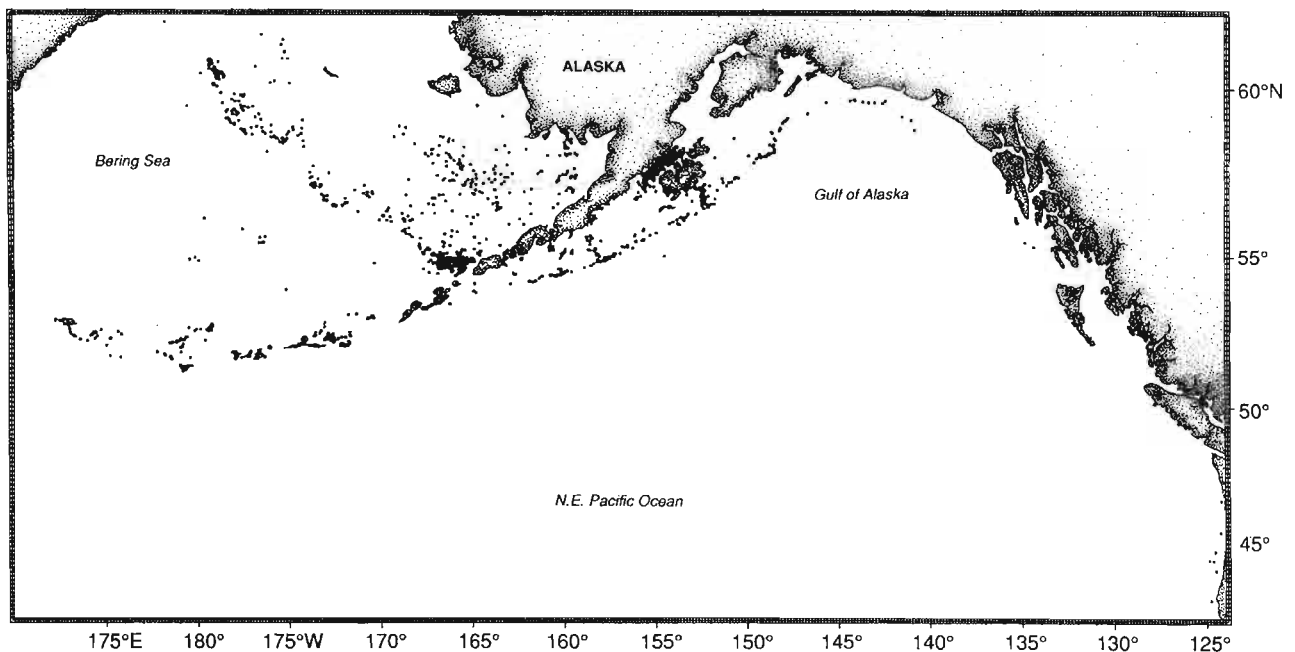 ALASKA
60°N
Bering Sea
Gulf of Alaska
55°
50°
N.E. Pacific Ocean
45°
175°E 180° 175°W 170° 165° 160° 155° 150° 145° 140° 135° 130° 125°